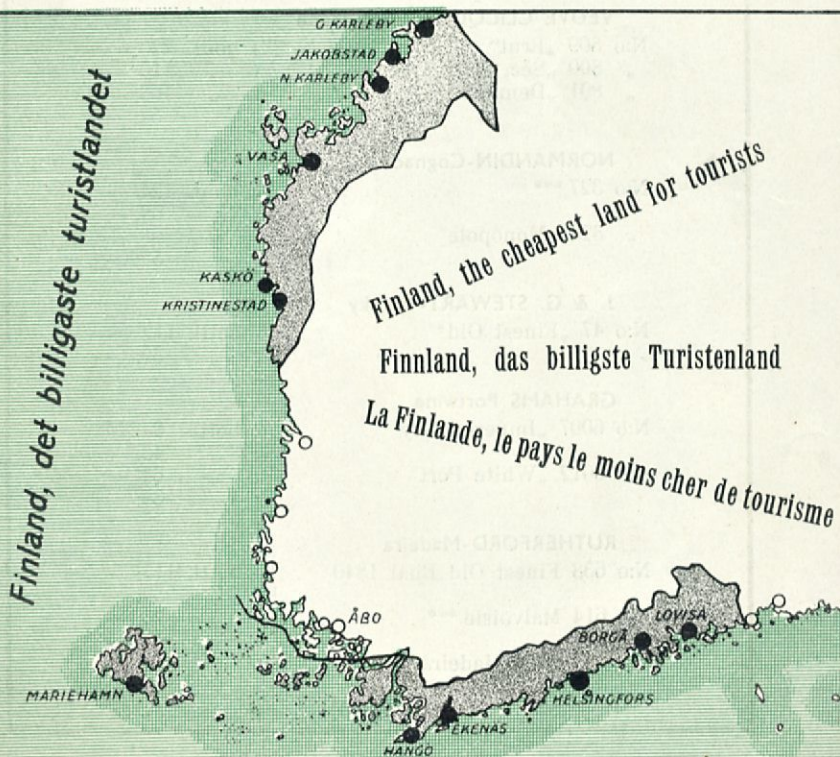 G. KARLEBY
JAKOBSTAD
N. KARLEBY
VASA
KASKÖ
KRISTINESTAD
Finland, det billigaste turistlandet
Finland, the cheapest land for tourists
Finnland, das billigste Turistenland
La Finlande, le pays le moins cher de tourisme
ÅBO
LOVISA
BORGÅ
MARIEHAMN
HELSINGFORS
EKENÄS
HANGÖ